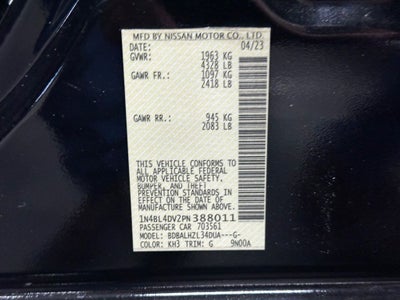 MFD BY NISSAN MOTOR CO., LTD.
DATE: 04/23
GVWR: 1963 KG
4328 LB
GAWR FR.: 1097 KG
2418 LB
GAWR RR.: 945 KG
2083 LB
THIS VEHICLE CONFORMS TO
ALL APPLICABLE FEDERAL
MOTOR VEHICLE SAFETY,
BUMPER, AND THEFT
PREVENTION STANDARDS IN
EFFECT ON THE DATE OF
MANUFACTURE SHOWN ABOVE.
1N4BL4DV2PN388011
PASSENGER CAR 703561
MODEL: BDBALHZL34DUA---G-
COLOR: KH3 TRIM: G 9N00A